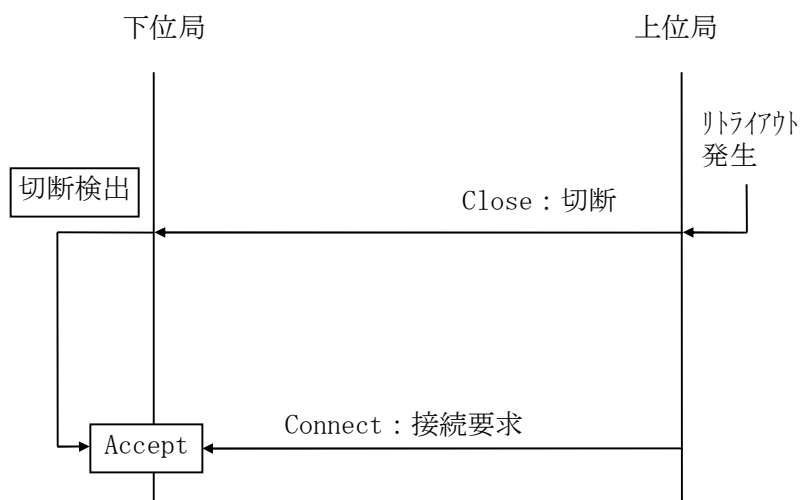 下位局
上位局
ﾘﾄﾗｲｱｳﾄ
発生
切断検出
Close：切断
Connect：接続要求
Accept